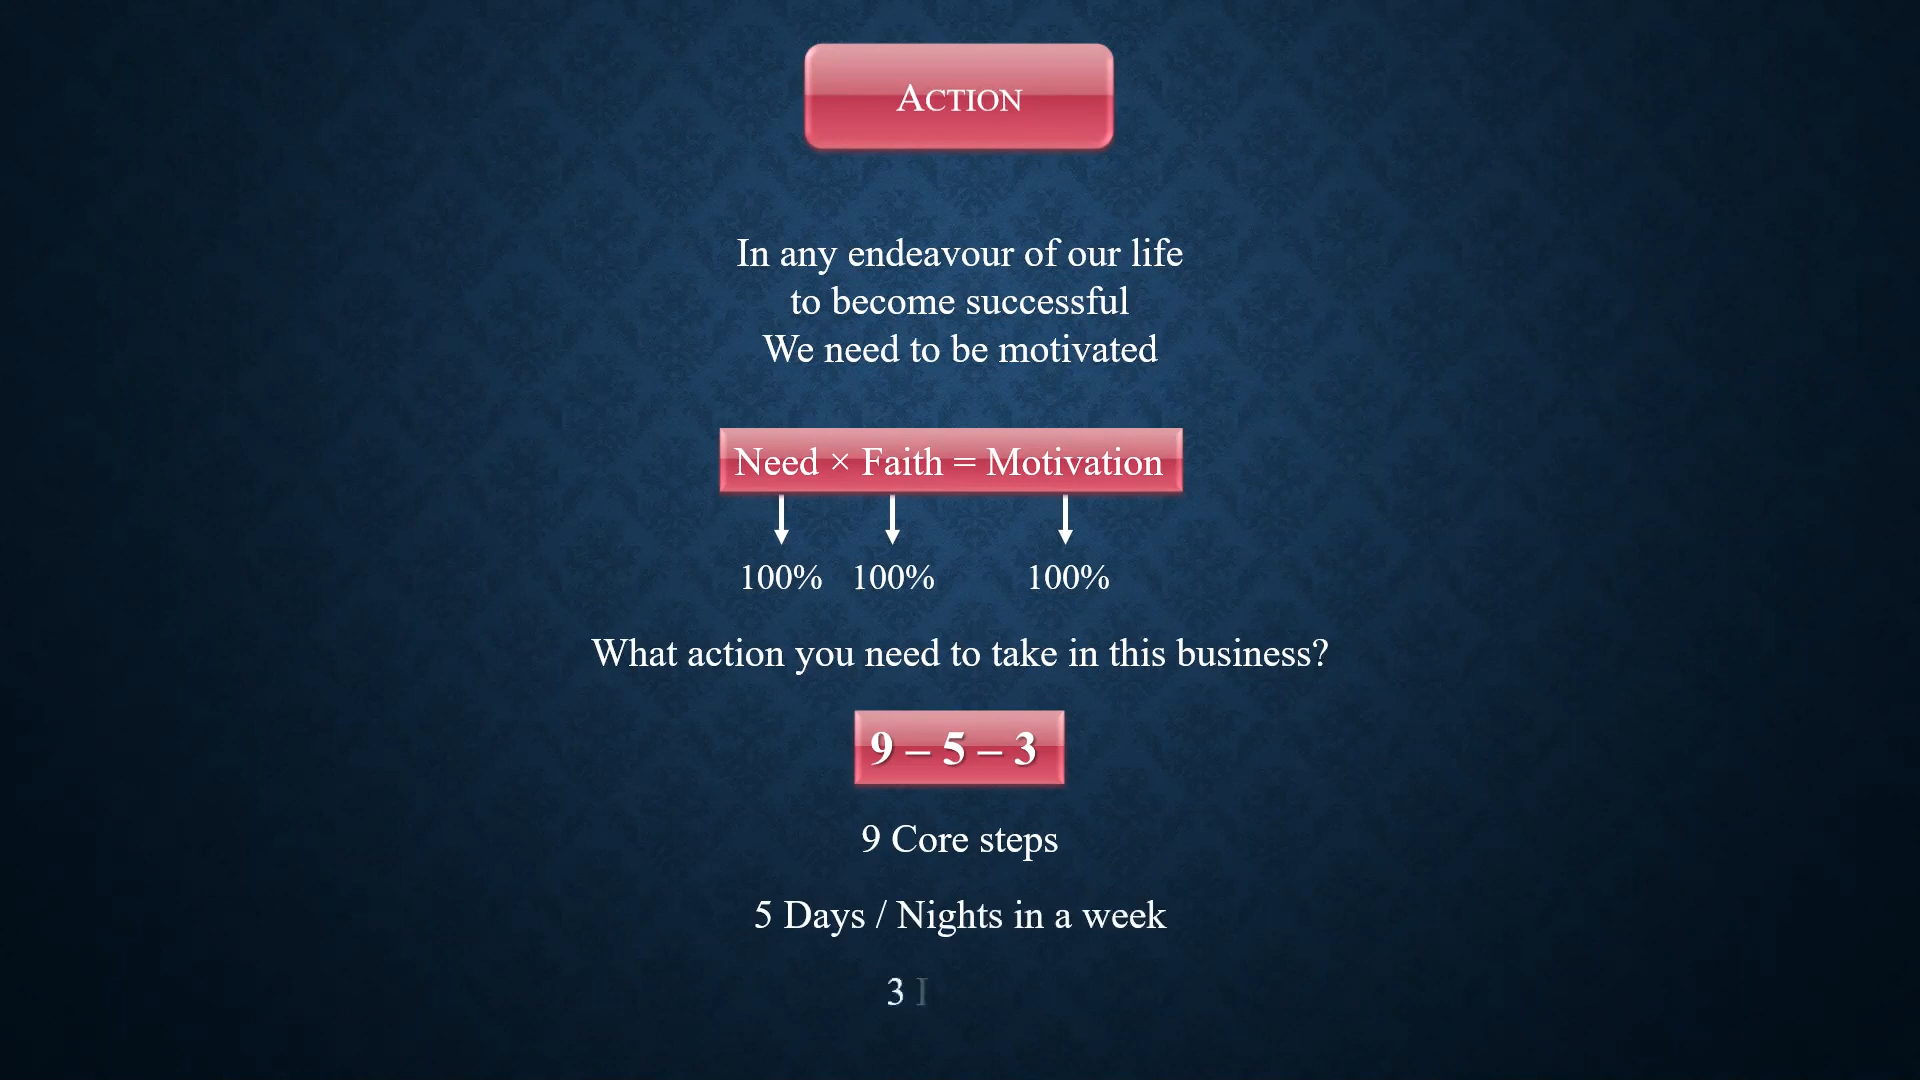 ACTION
In any endeavour of our life
to become successful
We need to be motivated
Need × Faith = Motivation
100% 100% 100%
What action you need to take in this business?
9 – 5 – 3
9 Core steps
5 Days / Nights in a week
3 I